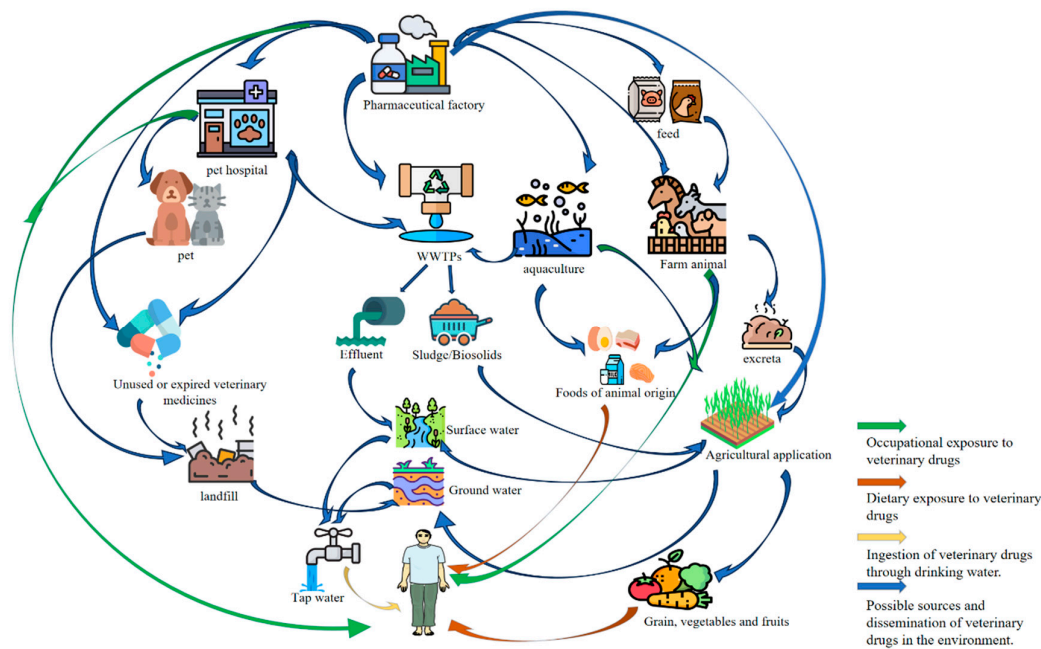 Pharmaceutical factory
feed
pet hospital
pet
WWTPs
aquaculture
Farm animal
Effluent
Sludge/Biosolids
excreta
Unused or expired veterinary
medicines
Foods of animal origin
Surface water
Agricultural application
landfill
Ground water
Tap water
Grain, vegetables and fruits
Occupational exposure to
veterinary drugs
Dietary exposure to veterinary
drugs
Ingestion of veterinary drugs
through drinking water.
Possible sources and
dissemination of veterinary
drugs in the environment.